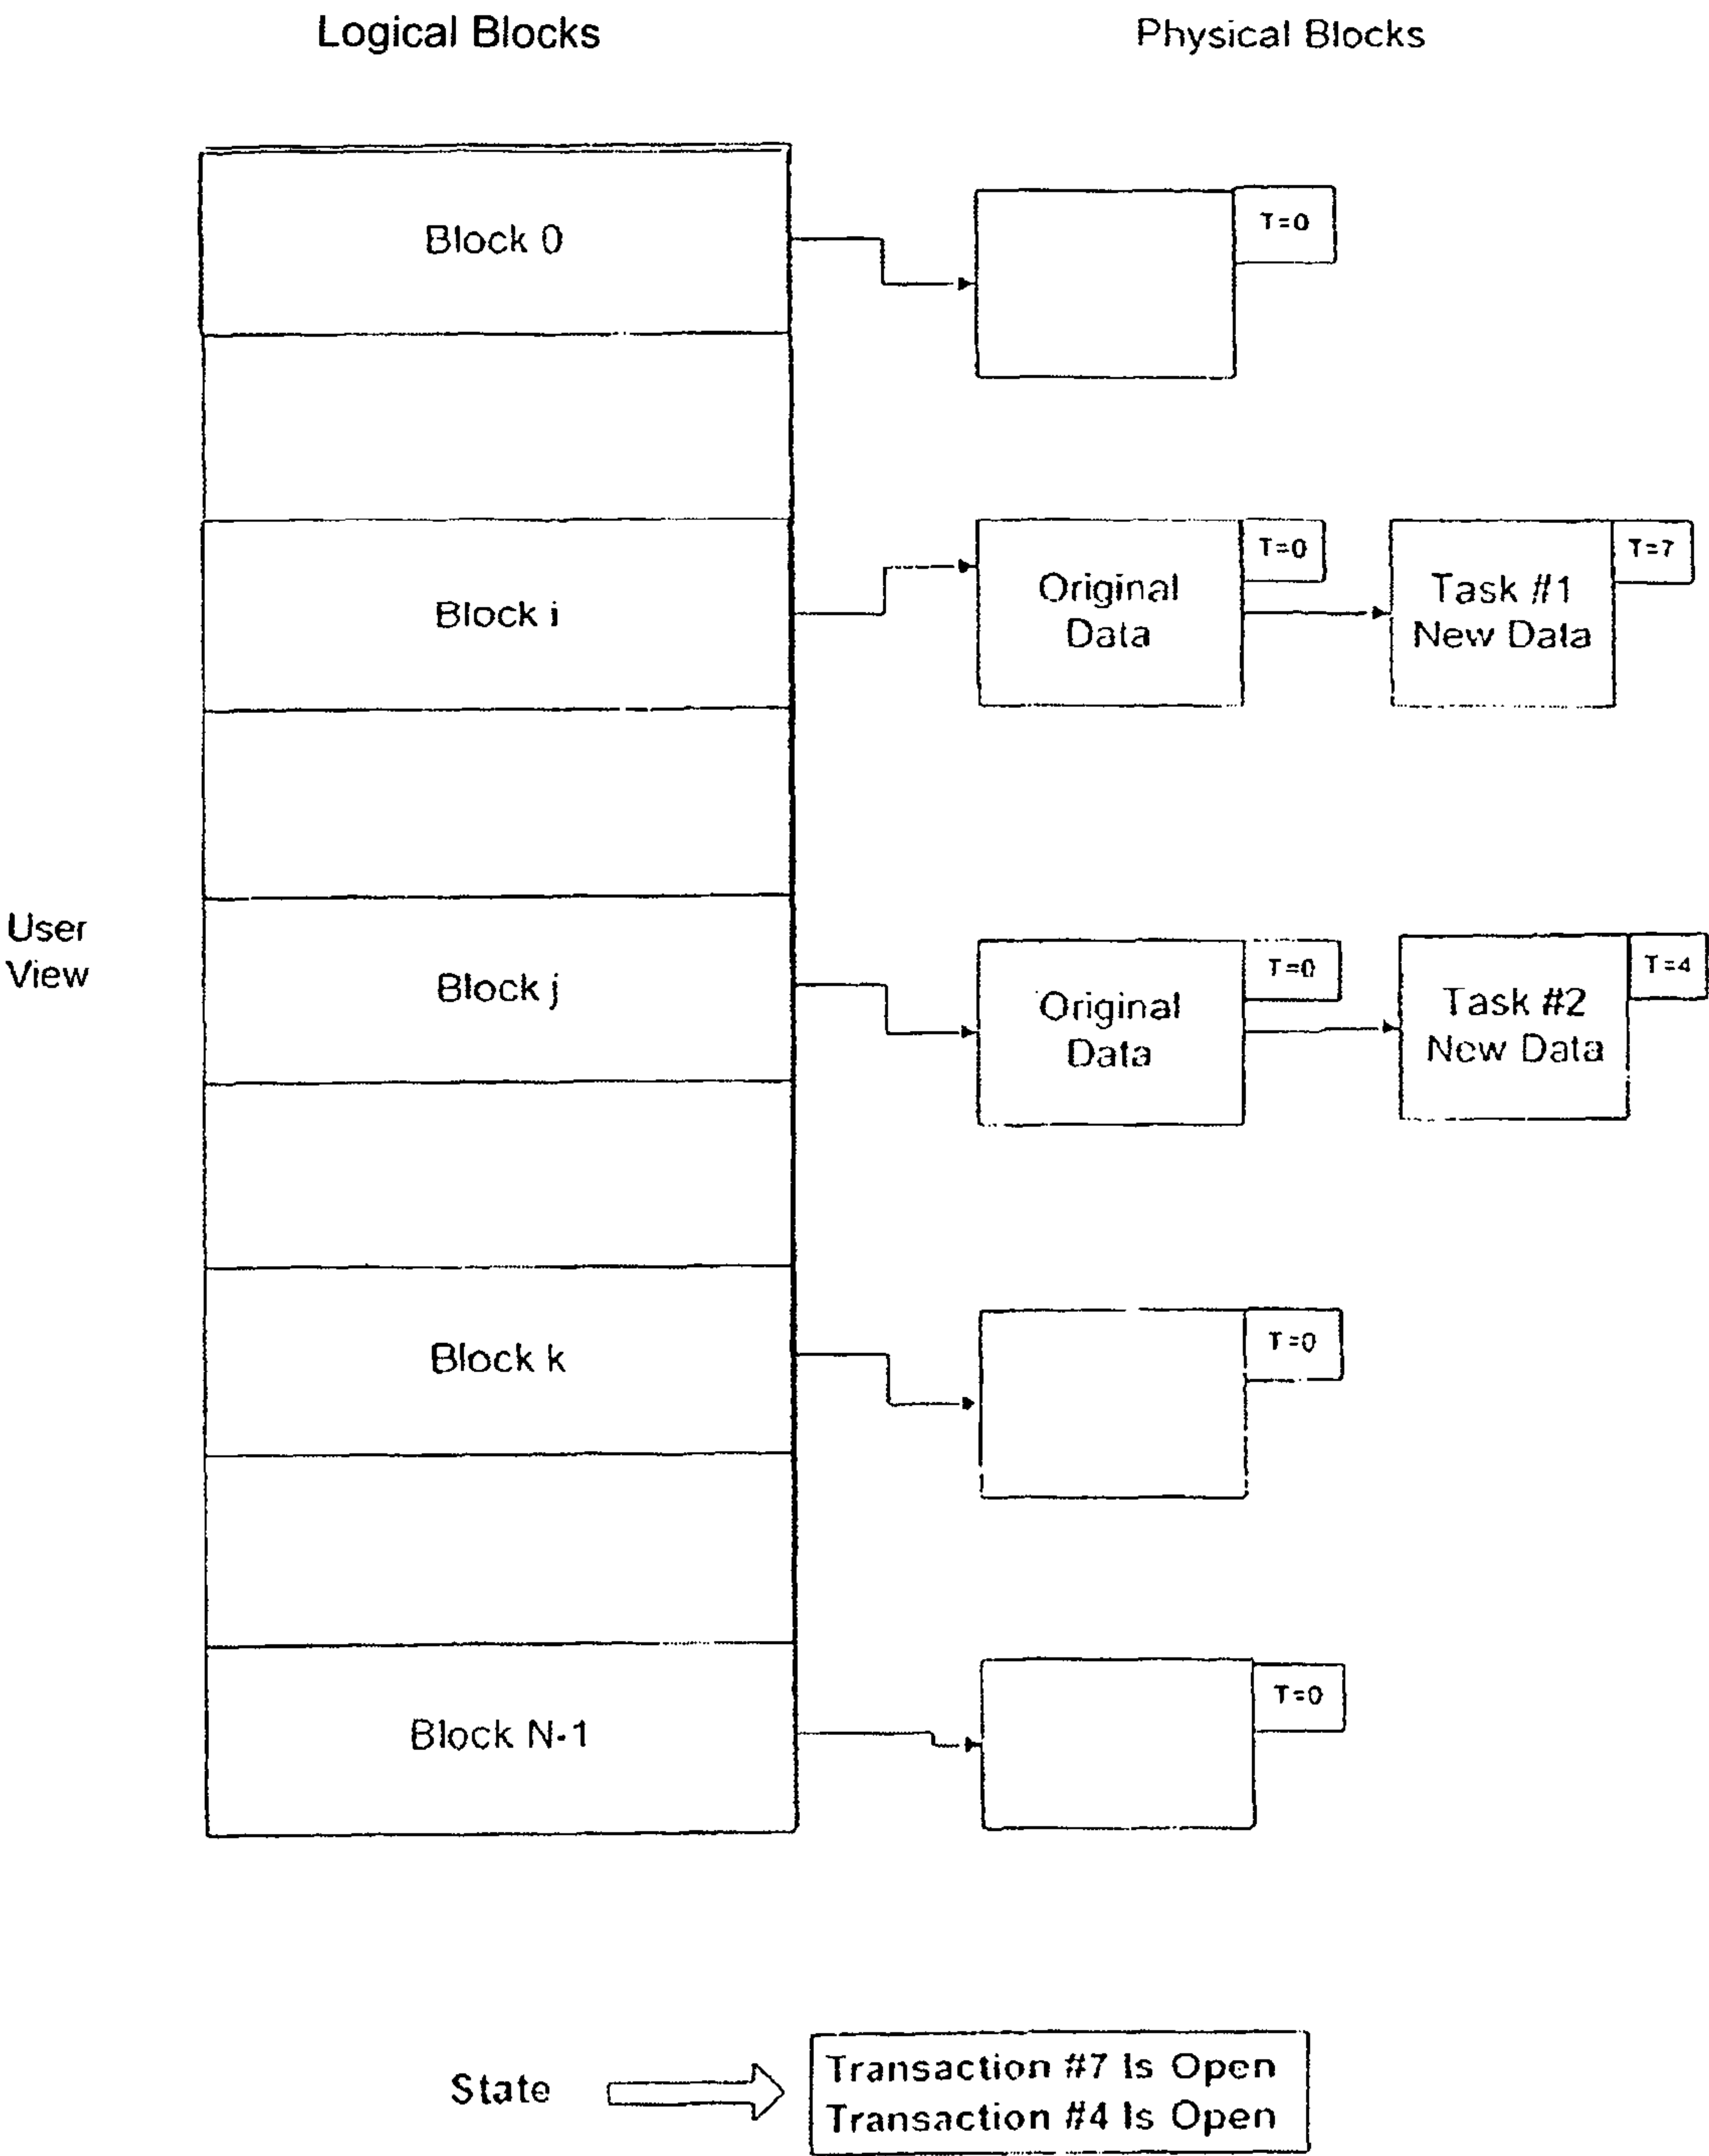 Logical Blocks
Physical Blocks
Block 0
T=0
Block i
Original
Data
T=0
Task #1
New Data
T=7
User
View
Block j
Original
Data
T=0
Task #2
New Data
T=4
Block k
T=0
Block N-1
T=0
State
Transaction #7 Is Open
Transaction #4 Is Open